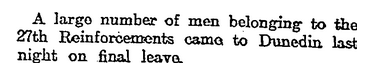 A large number of men belonging to the
27th Reinforcements came to Dunedin last
night on final leave.